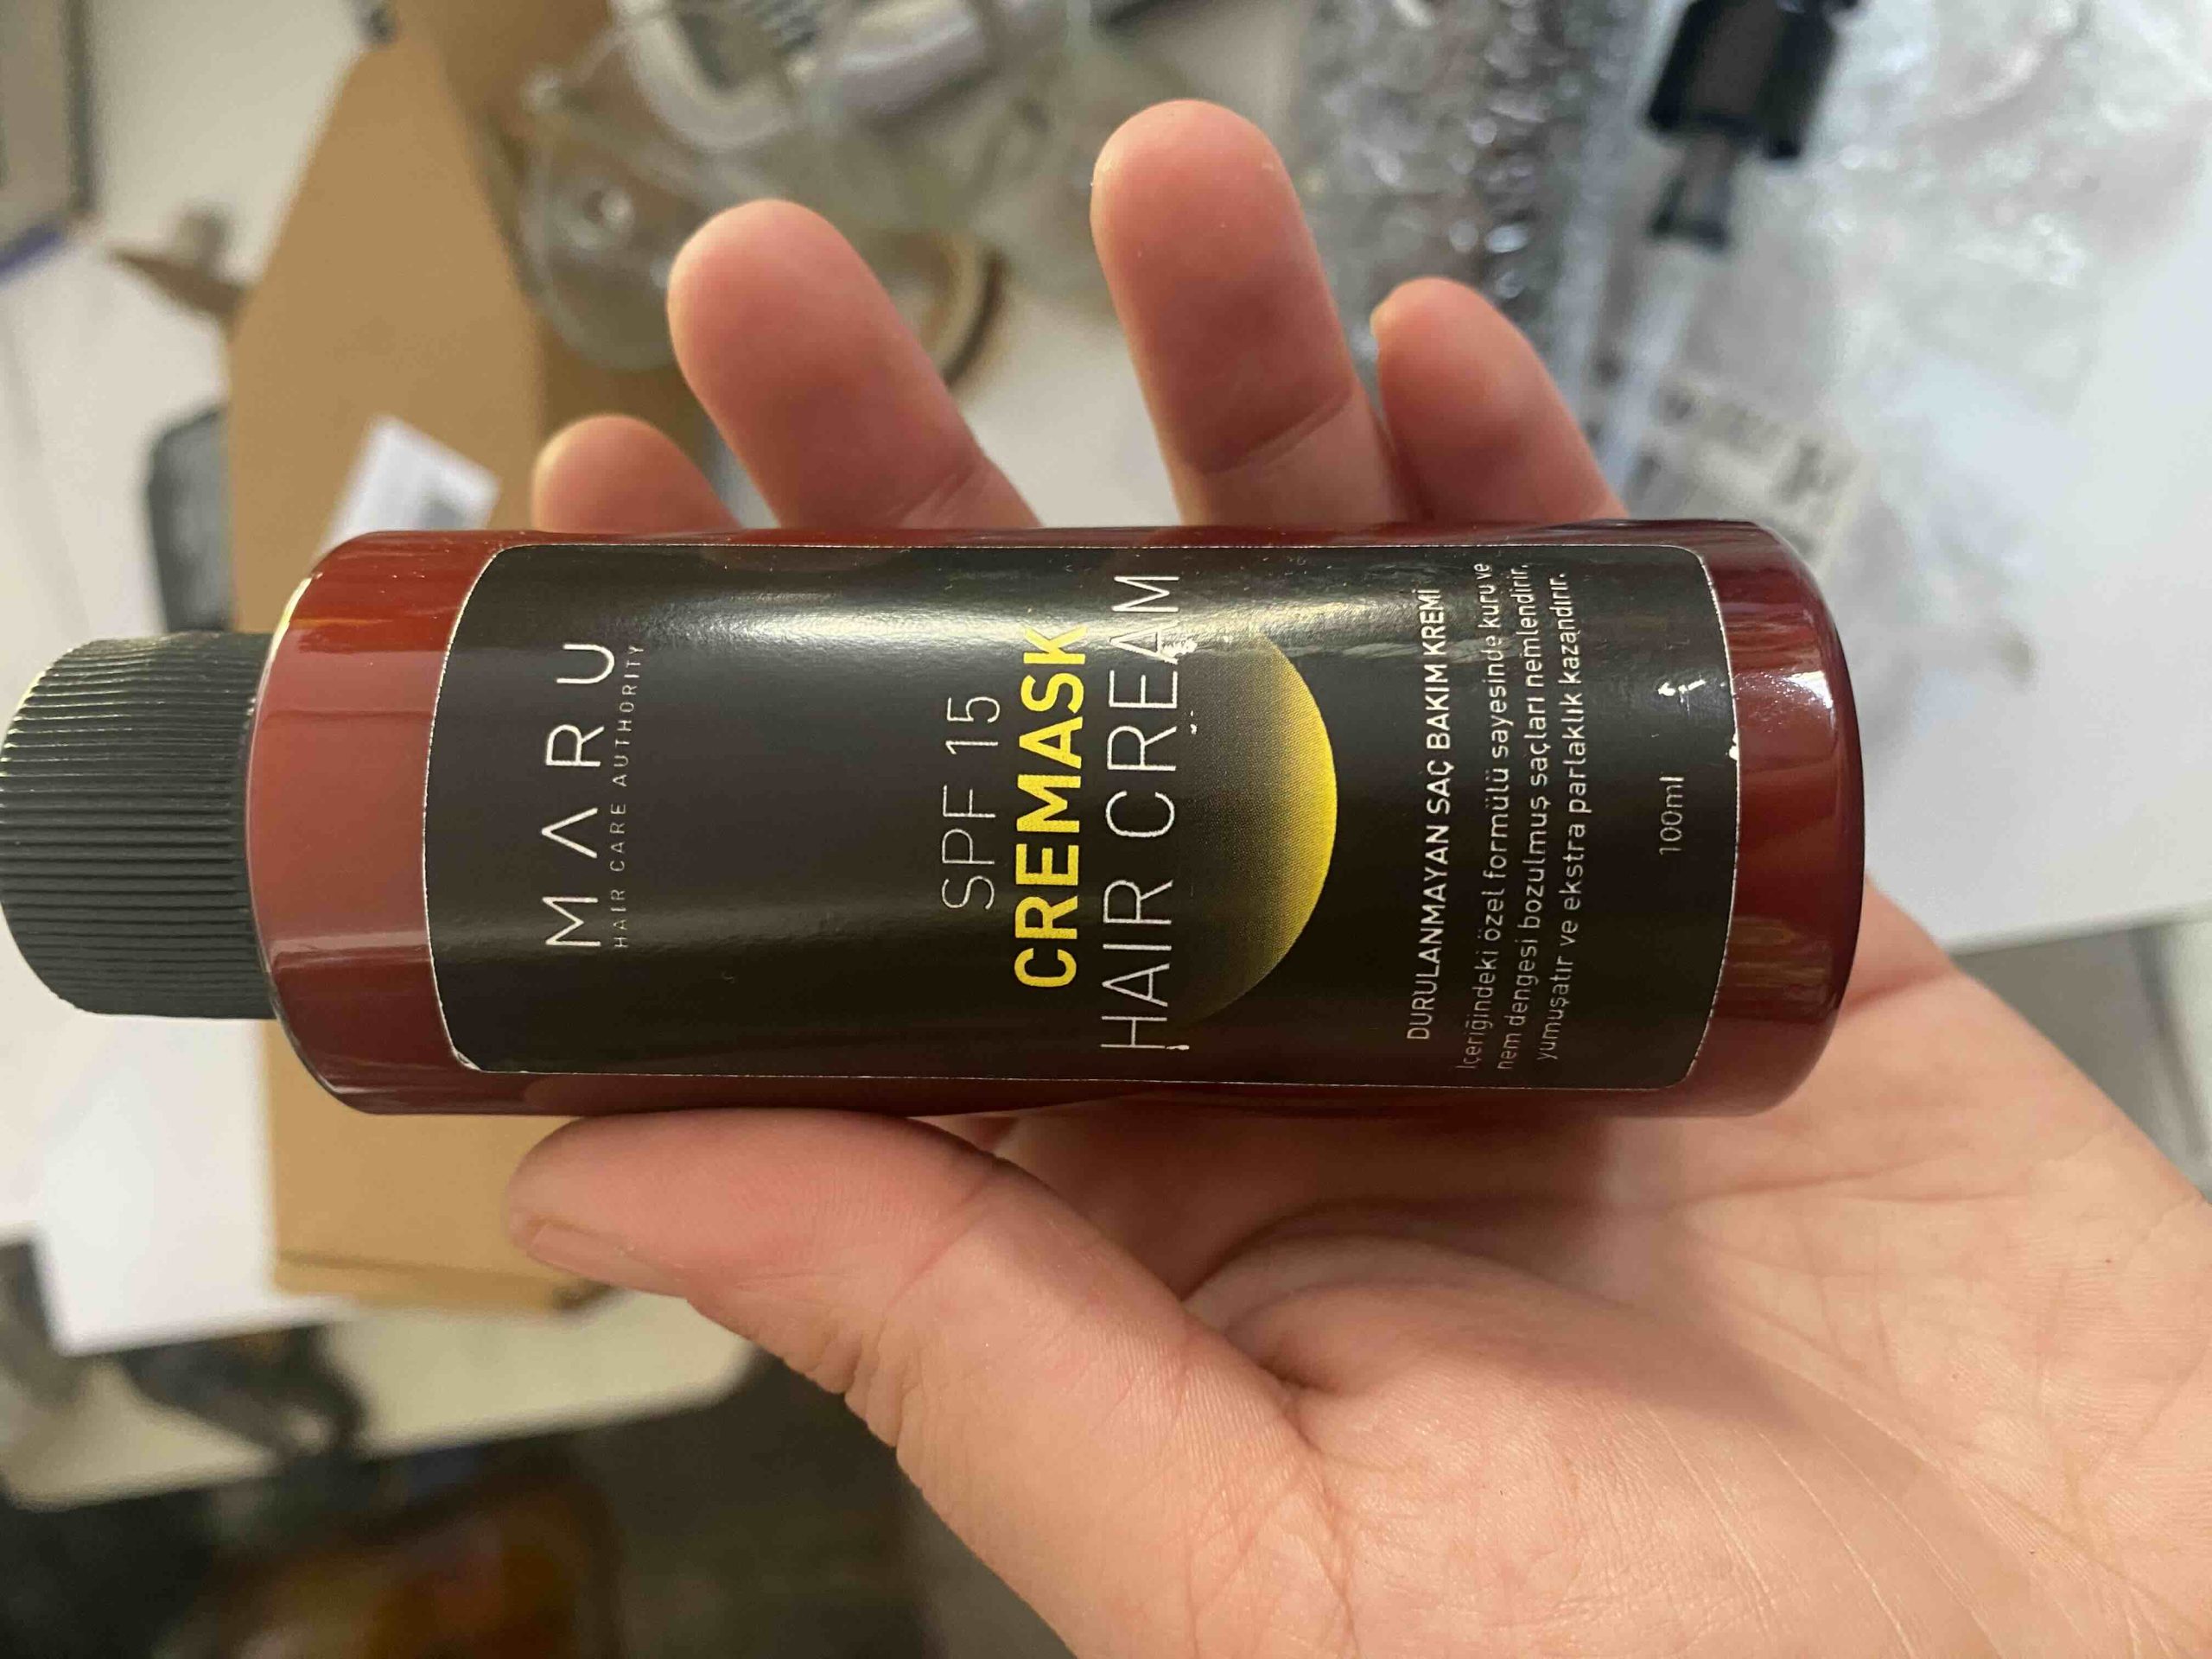 MARU
HAIR CARE AUTHORITY
SPF 15
CREMASK
HAIR CREAM
DURULANMAYAN SAÇ BAKIM KREMİ
İçeriğindeki özel formülü sayesinde kuru ve
nem dengesi bozulmuş saçları nemlendirir,
yumuşatır ve ekstra parlaklık kazandırır.
100ml